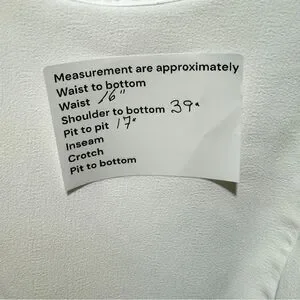 Measurement are approximately
Waist to bottom
Waist 16"
Shoulder to bottom 39"
Pit to pit 17"
Inseam
Crotch
Pit to bottom